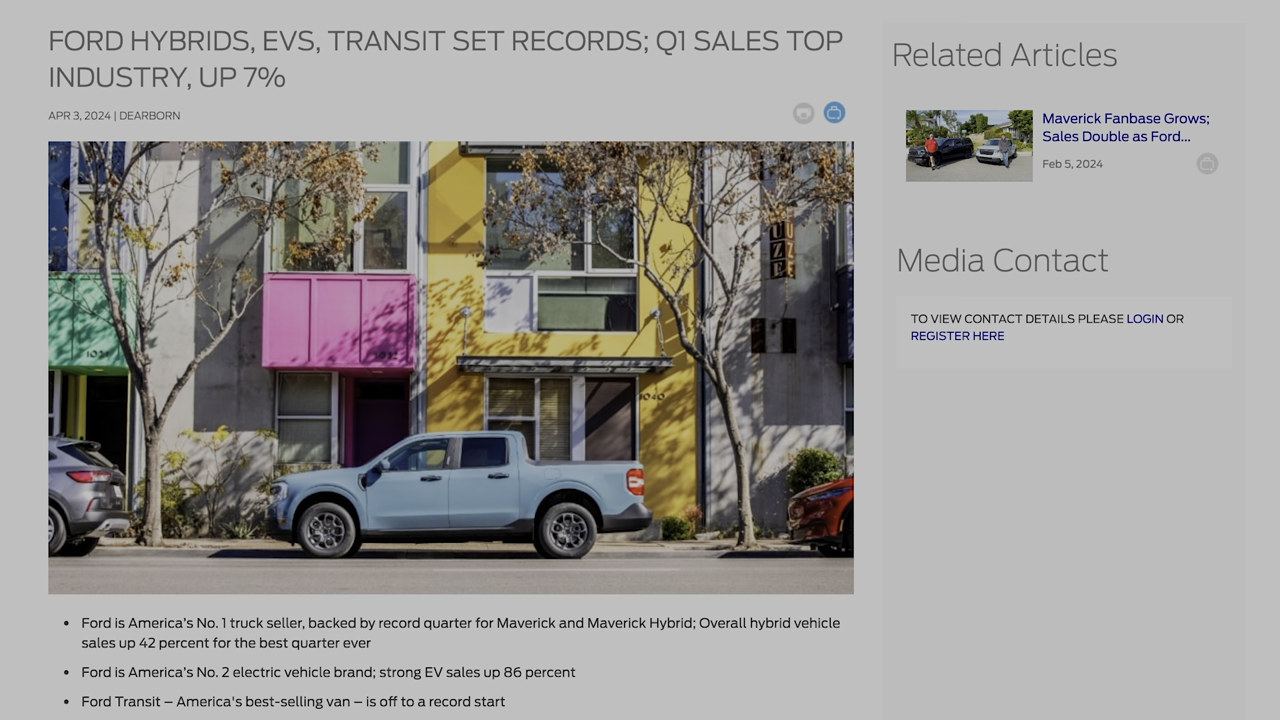 FORD HYBRIDS, EVS, TRANSIT SET RECORDS; Q1 SALES TOP
INDUSTRY, UP 7%
APR 3, 2024 | DEARBORN
1040
Ford is America's No. 1 truck seller, backed by record quarter for Maverick and Maverick Hybrid; Overall hybrid vehicle
sales up 42 percent for the best quarter ever
Ford is America's No. 2 electric vehicle brand; strong EV sales up 86 percent
Ford Transit – America's best-selling van – is off to a record start
Related Articles
Maverick Fanbase Grows;
Sales Double as Ford...
Feb 5, 2024
Media Contact
TO VIEW CONTACT DETAILS PLEASE LOGIN OR
REGISTER HERE